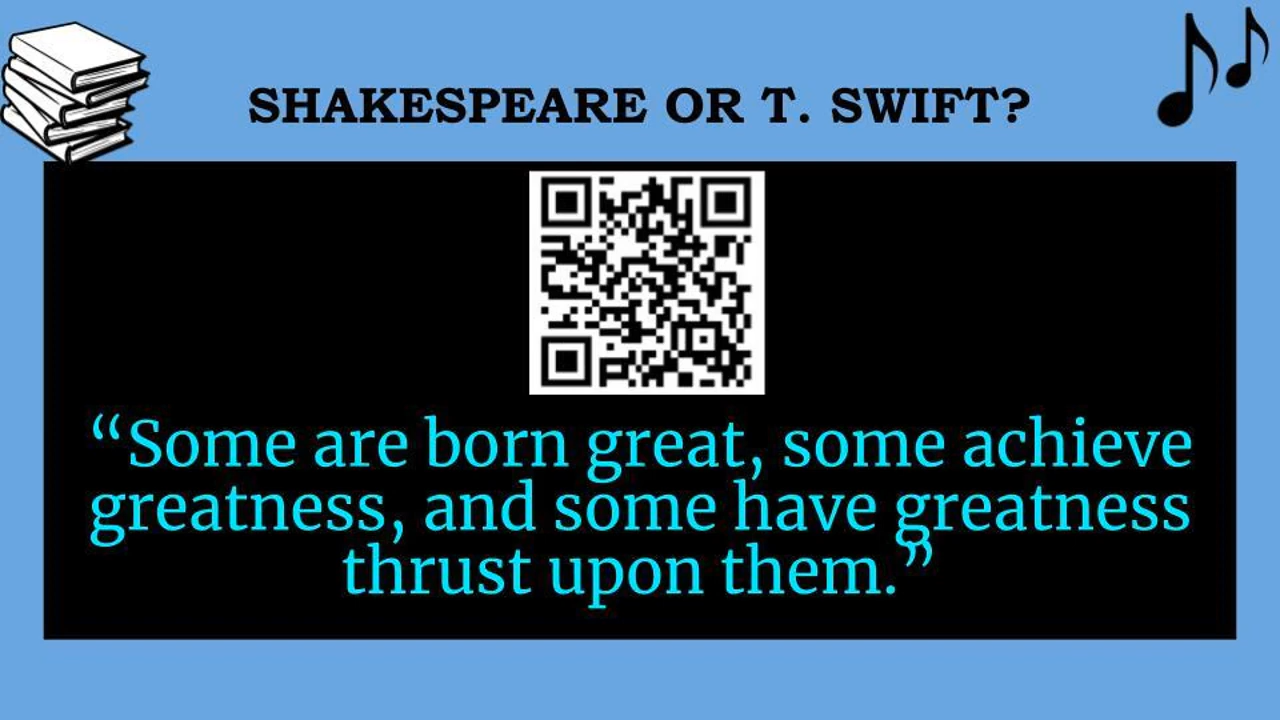 SHAKESPEARE OR T. SWIFT?
“Some are born great, some achieve
greatness, and some have greatness
thrust upon them.”